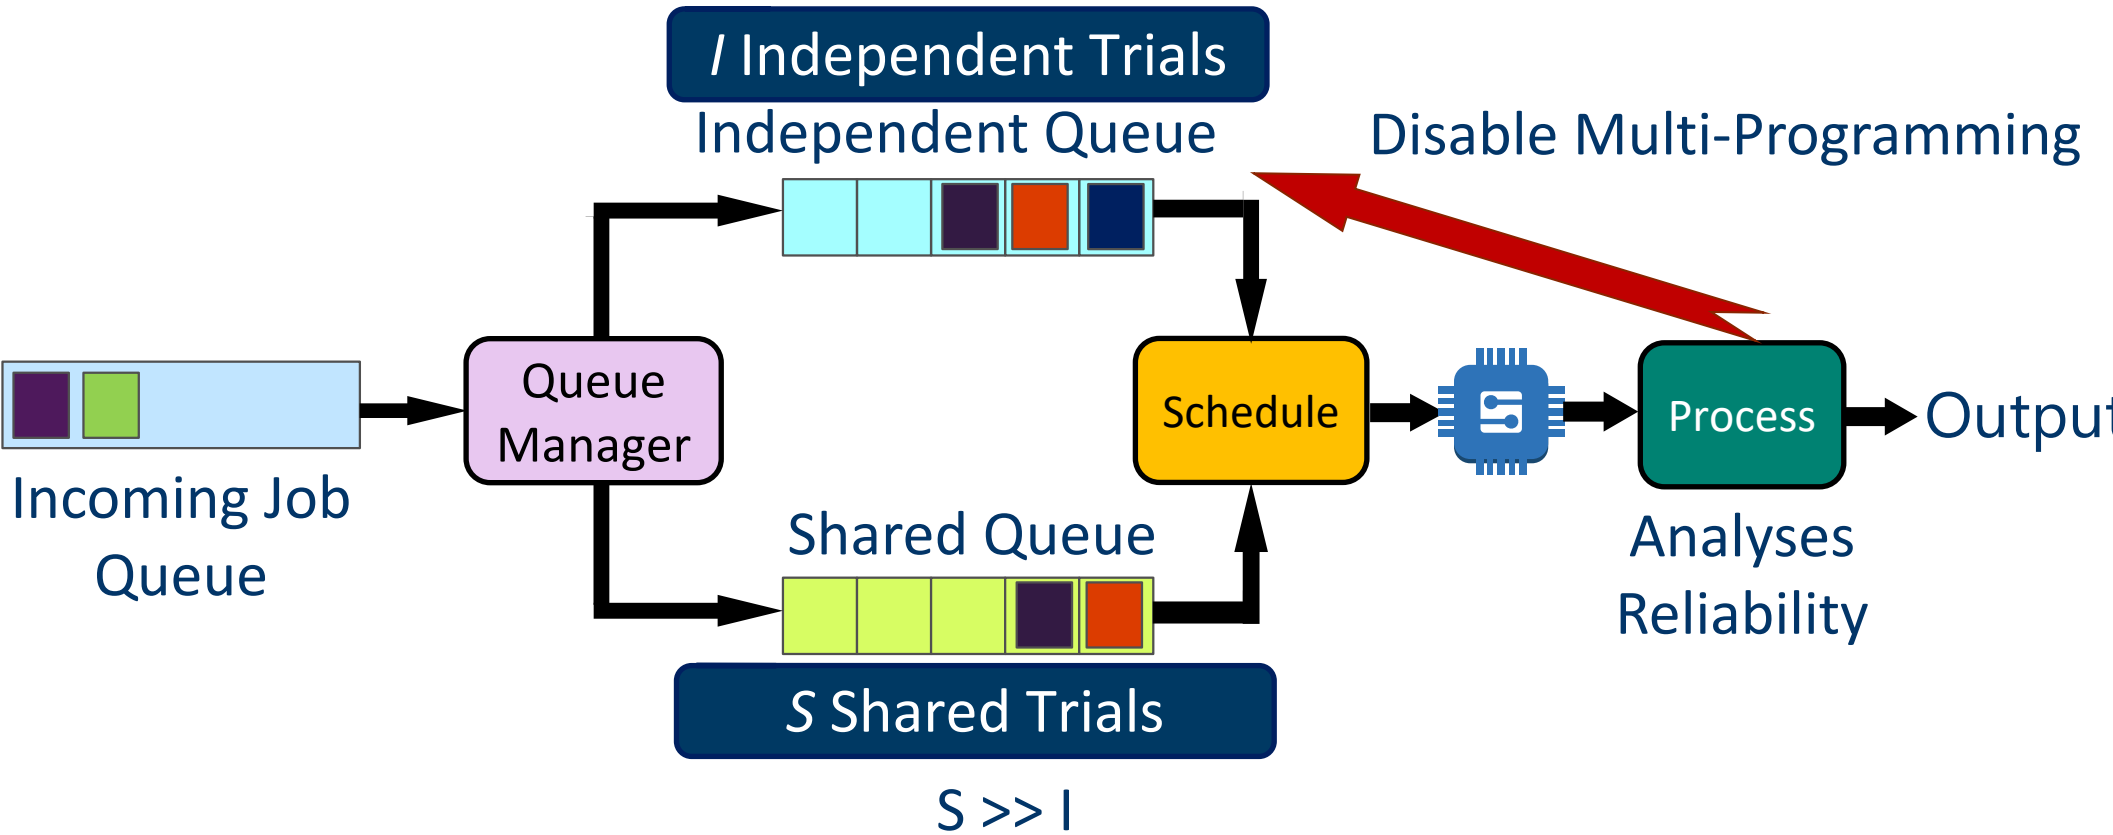 I Independent Trials
Independent Queue
Disable Multi-Programming
Incoming Job
Queue
Queue
Manager
Schedule
Process
Output
Analyses
Reliability
Shared Queue
S Shared Trials
S >> I